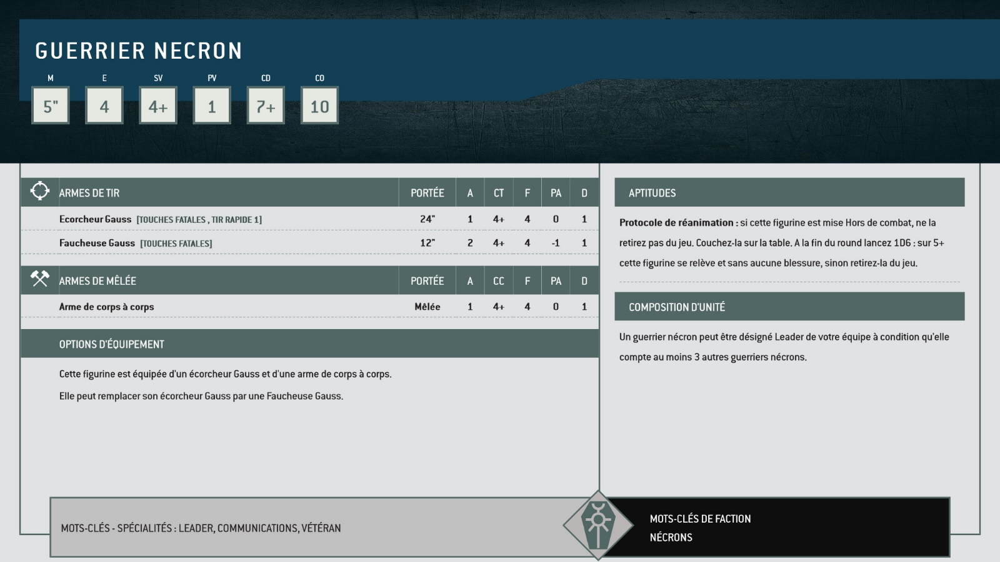 GUERRIER NECRON
M E SV PV CD CO
5" 4 4+ 1 7+ 10
ARMES DE TIR PORTÉE A CT F PA D
Ecorcheur Gauss [TOUCHES FATALES , TIR RAPIDE 1] 24" 1 4+ 4 0 1
Faucheuse Gauss [TOUCHES FATALES] 12" 2 4+ 4 -1 1
ARMES DE MÊLÉE PORTÉE A CC F PA D
Arme de corps à corps Mêlée 1 4+ 4 0 1
OPTIONS D'ÉQUIPEMENT
Cette figurine est équipée d'un écorcheur Gauss et d'une arme de corps à corps.
Elle peut remplacer son écorcheur Gauss par une Faucheuse Gauss.
APTITUDES
Protocole de réanimation : si cette figurine est mise Hors de combat, ne la
retirez pas du jeu. Couchez-la sur la table. A la fin du round lancez 1D6 : sur 5+
cette figurine se relève et sans aucune blessure, sinon retirez-la du jeu.
COMPOSITION D'UNITÉ
Un guerrier nécron peut être désigné Leader de votre équipe à condition qu'elle
compte au moins 3 autres guerriers nécrons.
MOTS-CLÉS - SPÉCIALITÉS : LEADER, COMMUNICATIONS, VÉTÉRAN
MOTS-CLÉS DE FACTION
NÉCRONS